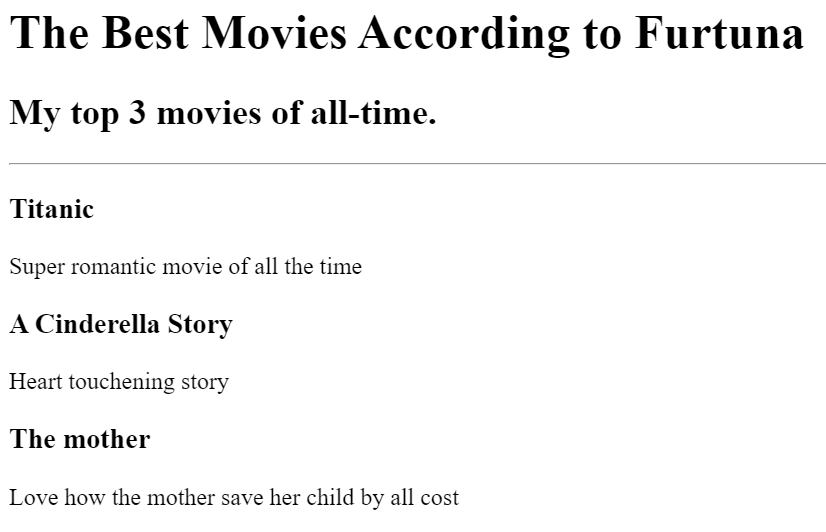 The Best Movies According to Furtuna
My top 3 movies of all-time.
Titanic
Super romantic movie of all the time
A Cinderella Story
Heart touchening story
The mother
Love how the mother save her child by all cost